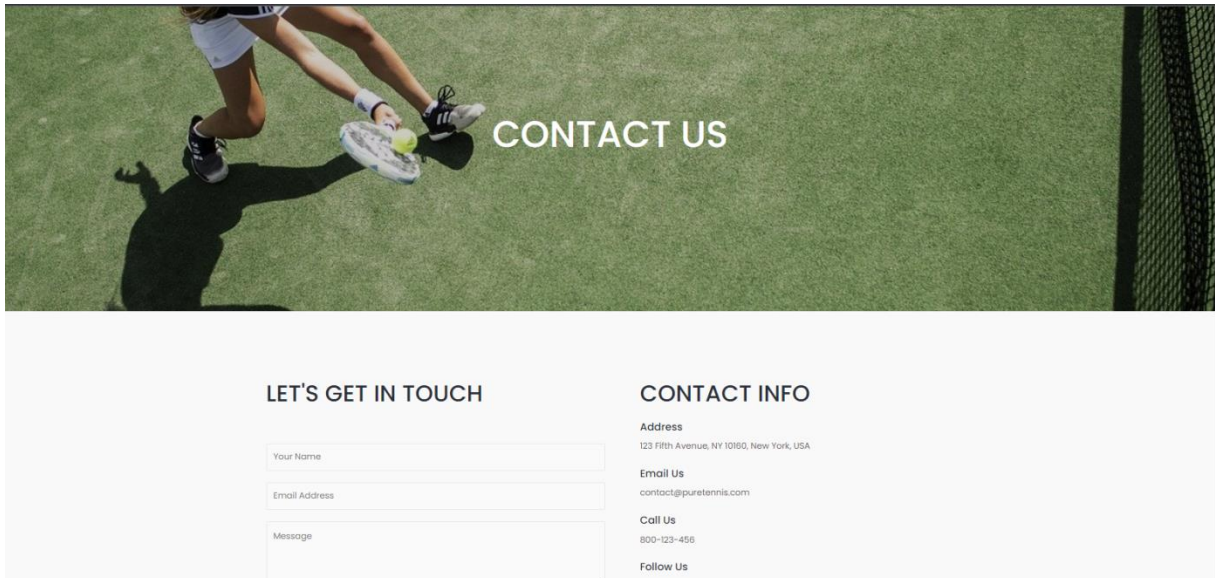 CONTACT US
LET'S GET IN TOUCH
Your Name
Email Address
Message
CONTACT INFO
Address
123 Fifth Avenue, NY 10160, New York, USA
Email Us
contact@puretennis.com
Call Us
800-123-456
Follow Us